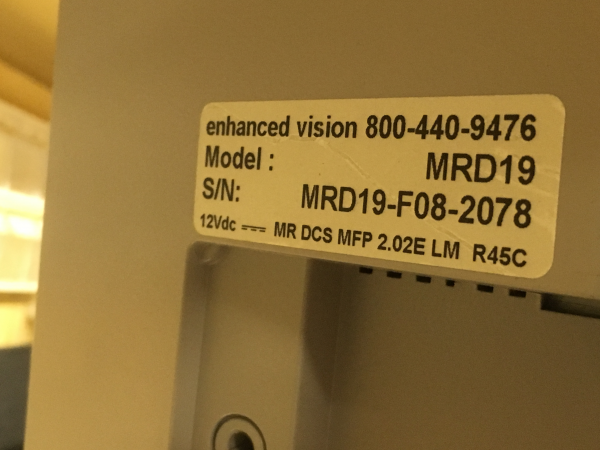 enhanced vision 800-440-9476
Model : MRD19
S/N: MRD19-F08-2078
12Vdc ⎓ MR DCS MFP 2.02E LM R45C